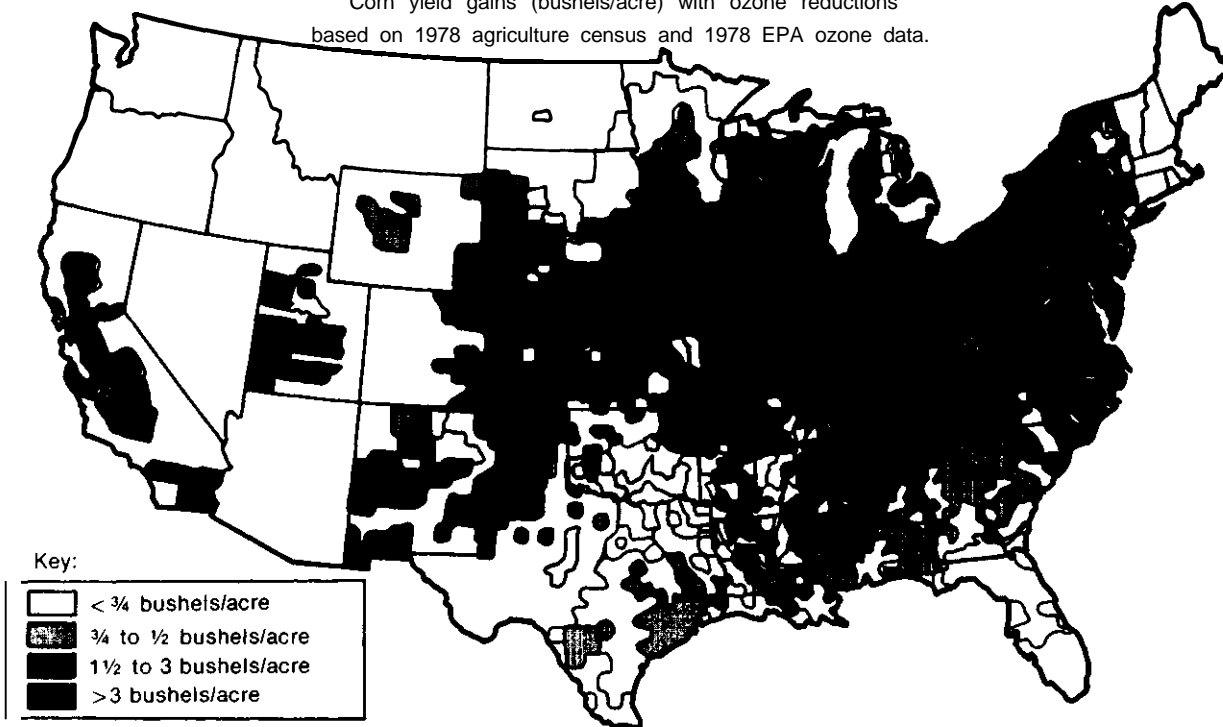 Corn yield gains (bushels/acre) with ozone reductions
based on 1978 agriculture census and 1978 EPA ozone data.
Key:
< ¾ bushels/acre
¾ to ½ bushels/acre
1½ to 3 bushels/acre
>3 bushels/acre